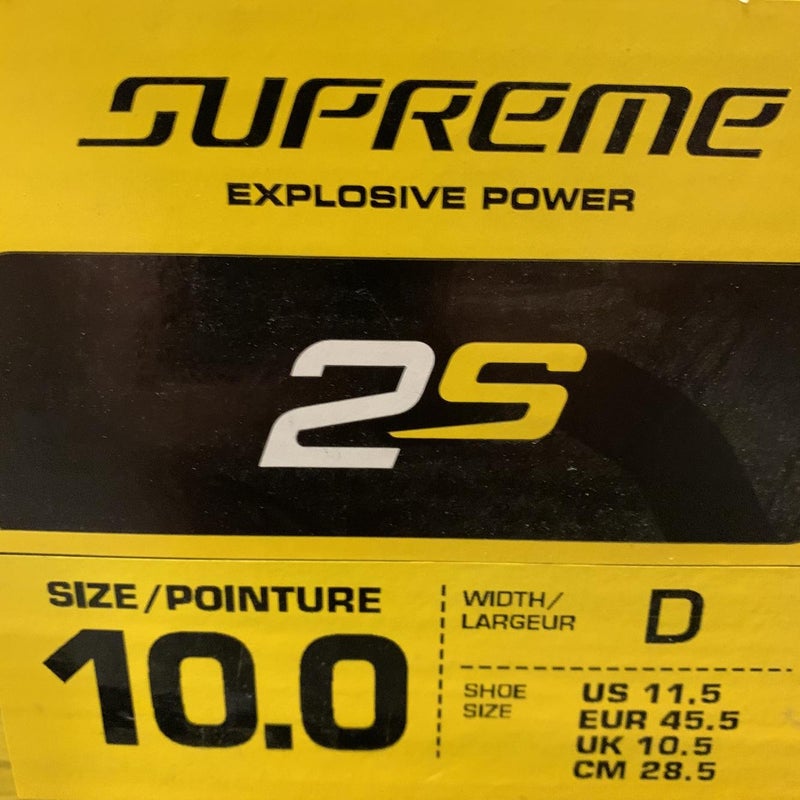 SUPREME
EXPLOSIVE POWER
2S
SIZE/POINTURE
10.0
WIDTH/
LARGEUR
D
SHOE
SIZE
US 11.5
EUR 45.5
UK 10.5
CM 28.5